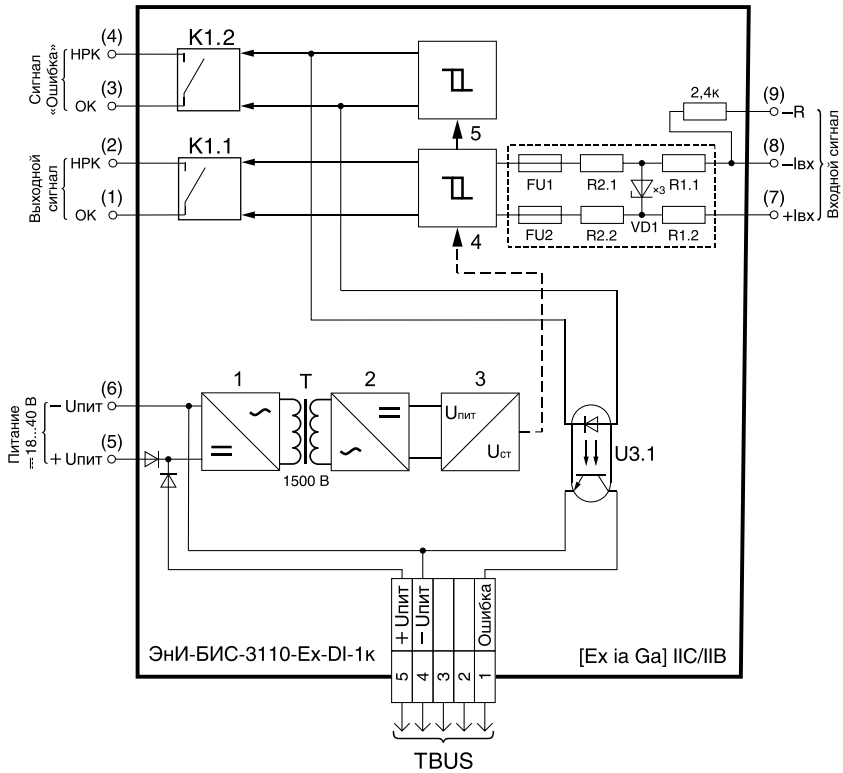 (4)
НРК
К1.2
Сигнал
«Ошибка»
(3)
ОК
5
2,4к
(9)
–R
(2)
НРК
К1.1
Выходной
сигнал
(1)
ОК
4
FU1
R2.1
×3
R1.1
(8)
–Iвх
FU2
R2.2
VD1
R1.2
(7)
+Iвх
Входной сигнал
(6)
– Uпит
Питание
⎓ 18...40 В
(5)
+ Uпит
1
T
2
3
Uпит
Uст
1500 В
U3.1
+ Uпит
– Uпит
Ошибка
ЭнИ-БИС-3110-Ex-DI-1к
[Ex ia Ga] IIC/IIB
5 4 3 2 1
TBUS